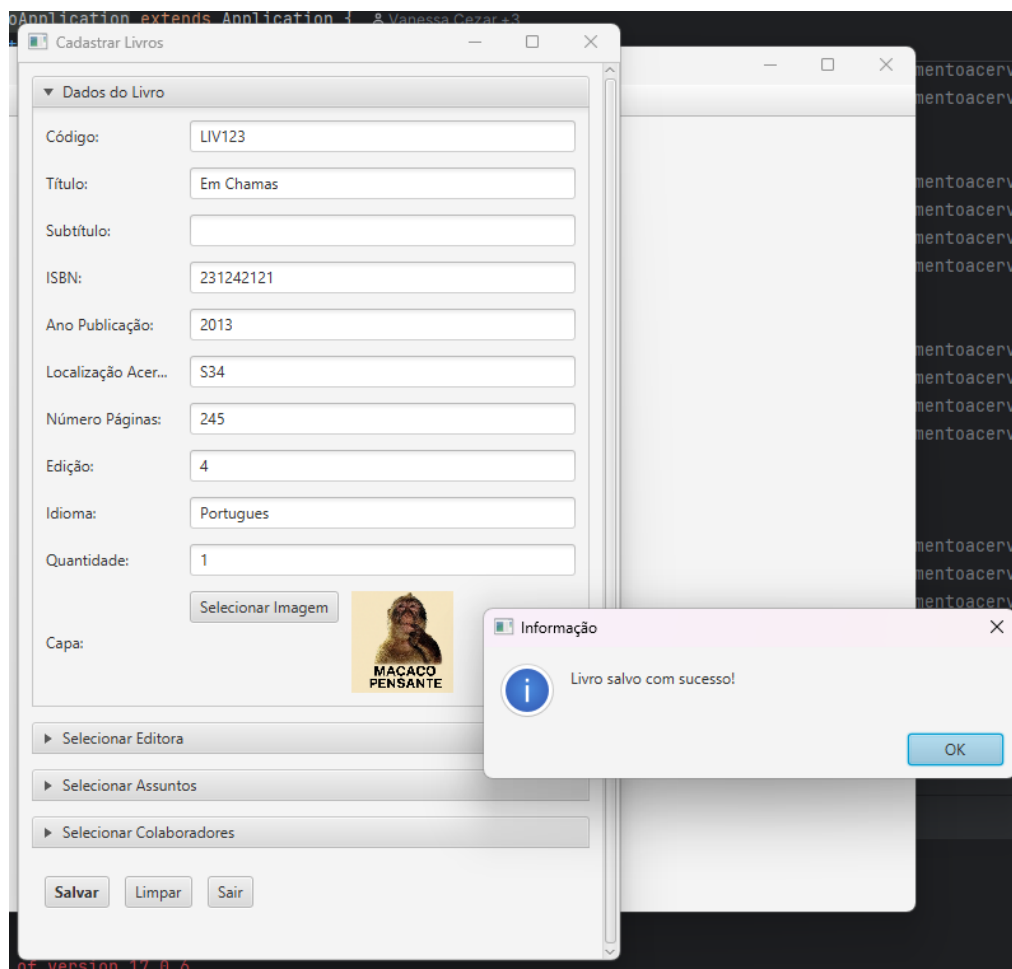 oApplication extends Application { Vanessa Cezar +3
Cadastrar Livros
Dados do Livro
Código: LIV123
Título: Em Chamas
Subtítulo:
ISBN: 231242121
Ano Publicação: 2013
Localização Acer... S34
Número Páginas: 245
Edição: 4
Idioma: Portugues
Quantidade: 1
Selecionar Imagem
Capa:
MACACO
PENSANTE
Selecionar Editora
Selecionar Assuntos
Selecionar Colaboradores
Salvar Limpar Sair
Informação
Livro salvo com sucesso!
OK
mentoacerv
mentoacerv
mentoacerv
mentoacerv
mentoacerv
mentoacerv
mentoacerv
mentoacerv
mentoacerv
mentoacerv
mentoacerv
mentoacerv
mentoacerv
of version 17.0.6